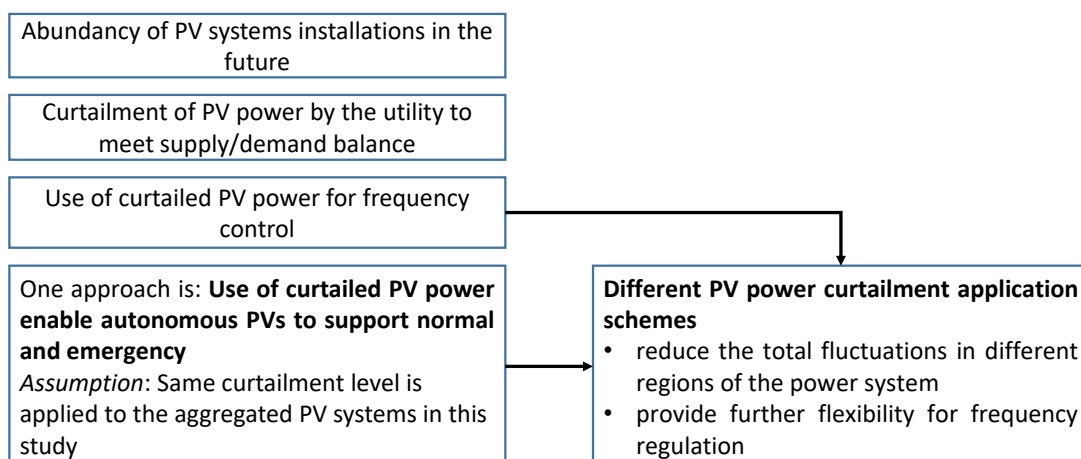 Abundancy of PV systems installations in the
future
Curtailment of PV power by the utility to
meet supply/demand balance
Use of curtailed PV power for frequency
control
One approach is: Use of curtailed PV power
enable autonomous PVs to support normal
and emergency
Assumption: Same curtailment level is
applied to the aggregated PV systems in this
study
Different PV power curtailment application
schemes
• reduce the total fluctuations in different
regions of the power system
• provide further flexibility for frequency
regulation